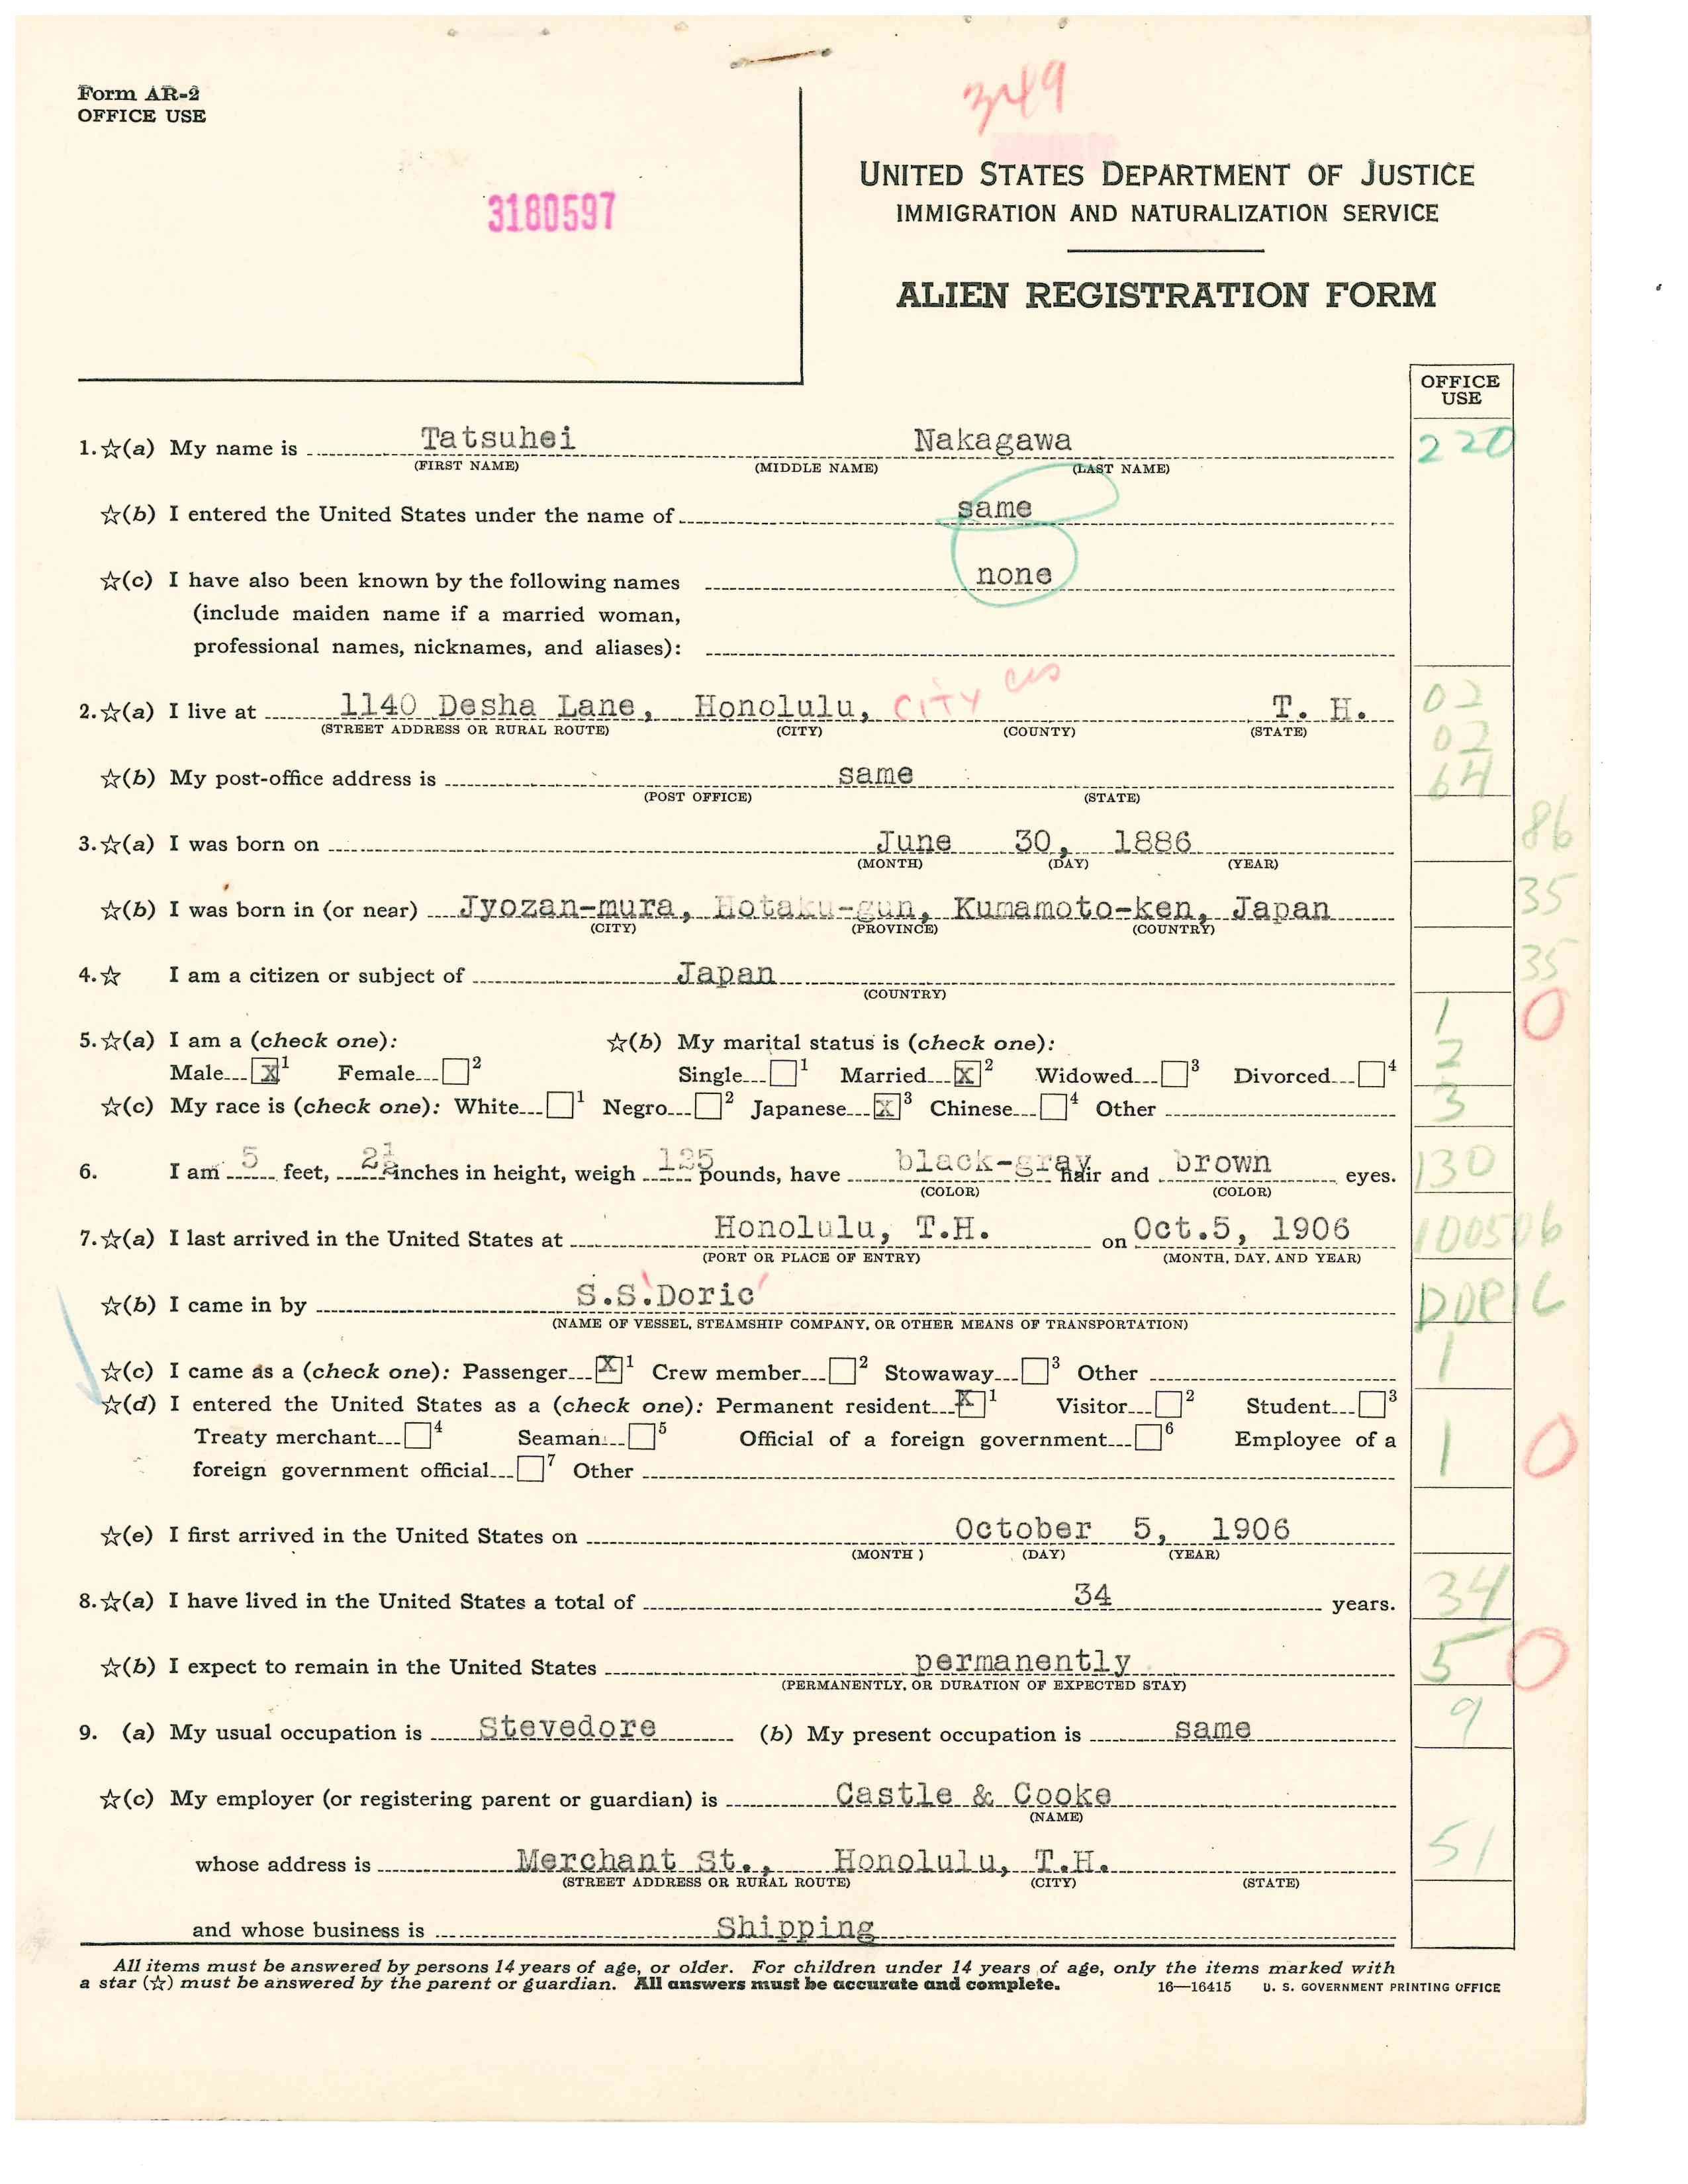 Form AR-2
OFFICE USE
349
3180597
UNITED STATES DEPARTMENT OF JUSTICE
IMMIGRATION AND NATURALIZATION SERVICE
ALIEN REGISTRATION FORM
OFFICE
USE
1.☆(a) My name is Tatsuhei Nakagawa 220
(FIRST NAME) (MIDDLE NAME) (LAST NAME)
☆(b) I entered the United States under the name of same
☆(c) I have also been known by the following names none
(include maiden name if a married woman,
professional names, nicknames, and aliases):
2.☆(a) I live at 1140 Desha Lane, Honolulu, CITY T. H. 02
(STREET ADDRESS OR RURAL ROUTE) (CITY) (COUNTY) (STATE) 02
☆(b) My post-office address is same 64
(POST OFFICE) (STATE)
3.☆(a) I was born on June 30, 1886 86
(MONTH) (DAY) (YEAR)
☆(b) I was born in (or near) Jyozan-mura, Hotaku-gun, Kumamoto-ken, Japan 35
(CITY) (PROVINCE) (COUNTRY)
4.☆ I am a citizen or subject of Japan 35
(COUNTRY)
5.☆(a) I am a (check one): ☆(b) My marital status is (check one): 1 0
Male X 1 Female 2 Single 1 Married X 2 Widowed 3 Divorced 4 2
☆(c) My race is (check one): White 1 Negro 2 Japanese X 3 Chinese 4 Other 3
6. I am 5 feet, 2½ inches in height, weigh 125 pounds, have black-gray hair and brown eyes. 130
(COLOR) (COLOR)
7.☆(a) I last arrived in the United States at Honolulu, T.H. on Oct.5, 1906 100506
(PORT OR PLACE OF ENTRY) (MONTH, DAY, AND YEAR)
☆(b) I came in by S.S.'Doric' DORIC
(NAME OF VESSEL, STEAMSHIP COMPANY, OR OTHER MEANS OF TRANSPORTATION)
☆(c) I came as a (check one): Passenger X 1 Crew member 2 Stowaway 3 Other 1
☆(d) I entered the United States as a (check one): Permanent resident X 1 Visitor 2 Student 3
Treaty merchant 4 Seaman 5 Official of a foreign government 6 Employee of a 1 0
foreign government official 7 Other
☆(e) I first arrived in the United States on October 5, 1906
(MONTH) (DAY) (YEAR)
8.☆(a) I have lived in the United States a total of 34 years. 34
☆(b) I expect to remain in the United States permanently 5 0
(PERMANENTLY, OR DURATION OF EXPECTED STAY)
9. (a) My usual occupation is Stevedore (b) My present occupation is same 9
☆(c) My employer (or registering parent or guardian) is Castle & Cooke
(NAME)
whose address is Merchant St., Honolulu, T.H. 51
(STREET ADDRESS OR RURAL ROUTE) (CITY) (STATE)
and whose business is Shipping
All items must be answered by persons 14 years of age, or older. For children under 14 years of age, only the items marked with
a star (☆) must be answered by the parent or guardian. All answers must be accurate and complete. 16—16415 U. S. GOVERNMENT PRINTING OFFICE